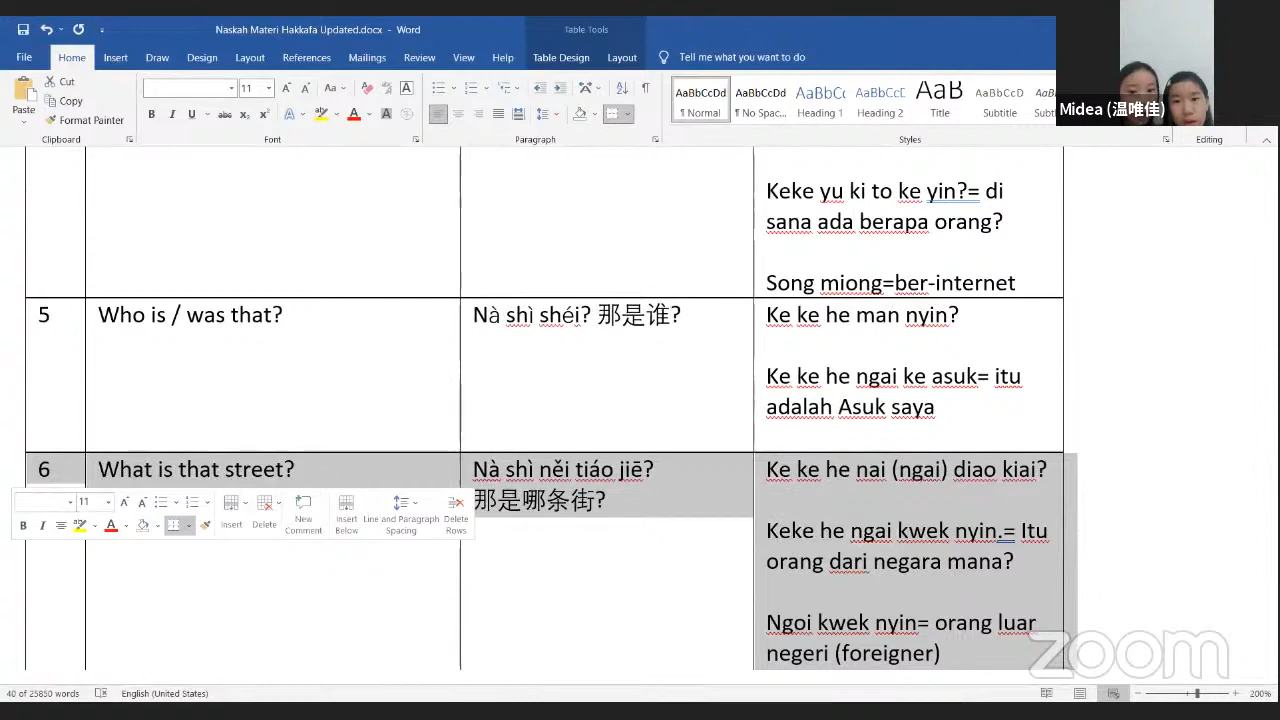 Naskah Materi Hakkafa Updated.docx - Word
Table Tools
File Home Insert Draw Design Layout References Mailings Review View Help Table Design Layout Tell me what you want to do
Midea (温唯佳)
Paste
Cut
Copy
Format Painter
11
AaBbCcDd AaBbCcDd AaBbCc AaBbCcE AaB AaBbCcD
¶ Normal ¶ No Spac... Heading 1 Heading 2 Title Subtitle
Clipboard Font Paragraph Styles Editing
Keke yu ki to ke yin?= di
sana ada berapa orang?
Song miong=ber-internet
5 Who is / was that? Nà shì shéi? 那是谁? Ke ke he man nyin?
Ke ke he ngai ke asuk= itu
adalah Asuk saya
6 What is that street? Nà shì něi tiáo jiē? Ke ke he nai (ngai) diao kiai?
那是哪条街?
11
Insert Delete New Comment Insert Below Line and Paragraph Spacing Delete Rows
Keke he ngai kwek nyin.= Itu
orang dari negara mana?
Ngoi kwek nyin= orang luar
negeri (foreigner)
zoom
40 of 25850 words English (United States) 200%